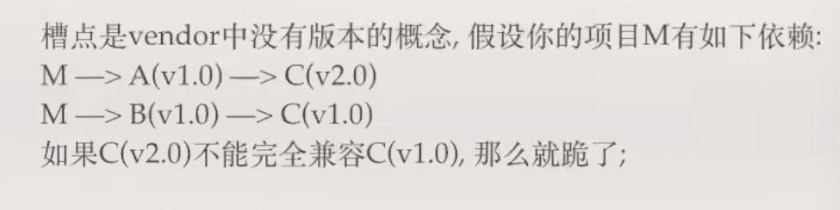 槽点是vendor中没有版本的概念, 假设你的项目M有如下依赖:
M —> A(v1.0) —> C(v2.0)
M —> B(v1.0) —> C(v1.0)
如果C(v2.0)不能完全兼容C(v1.0), 那么就跪了;